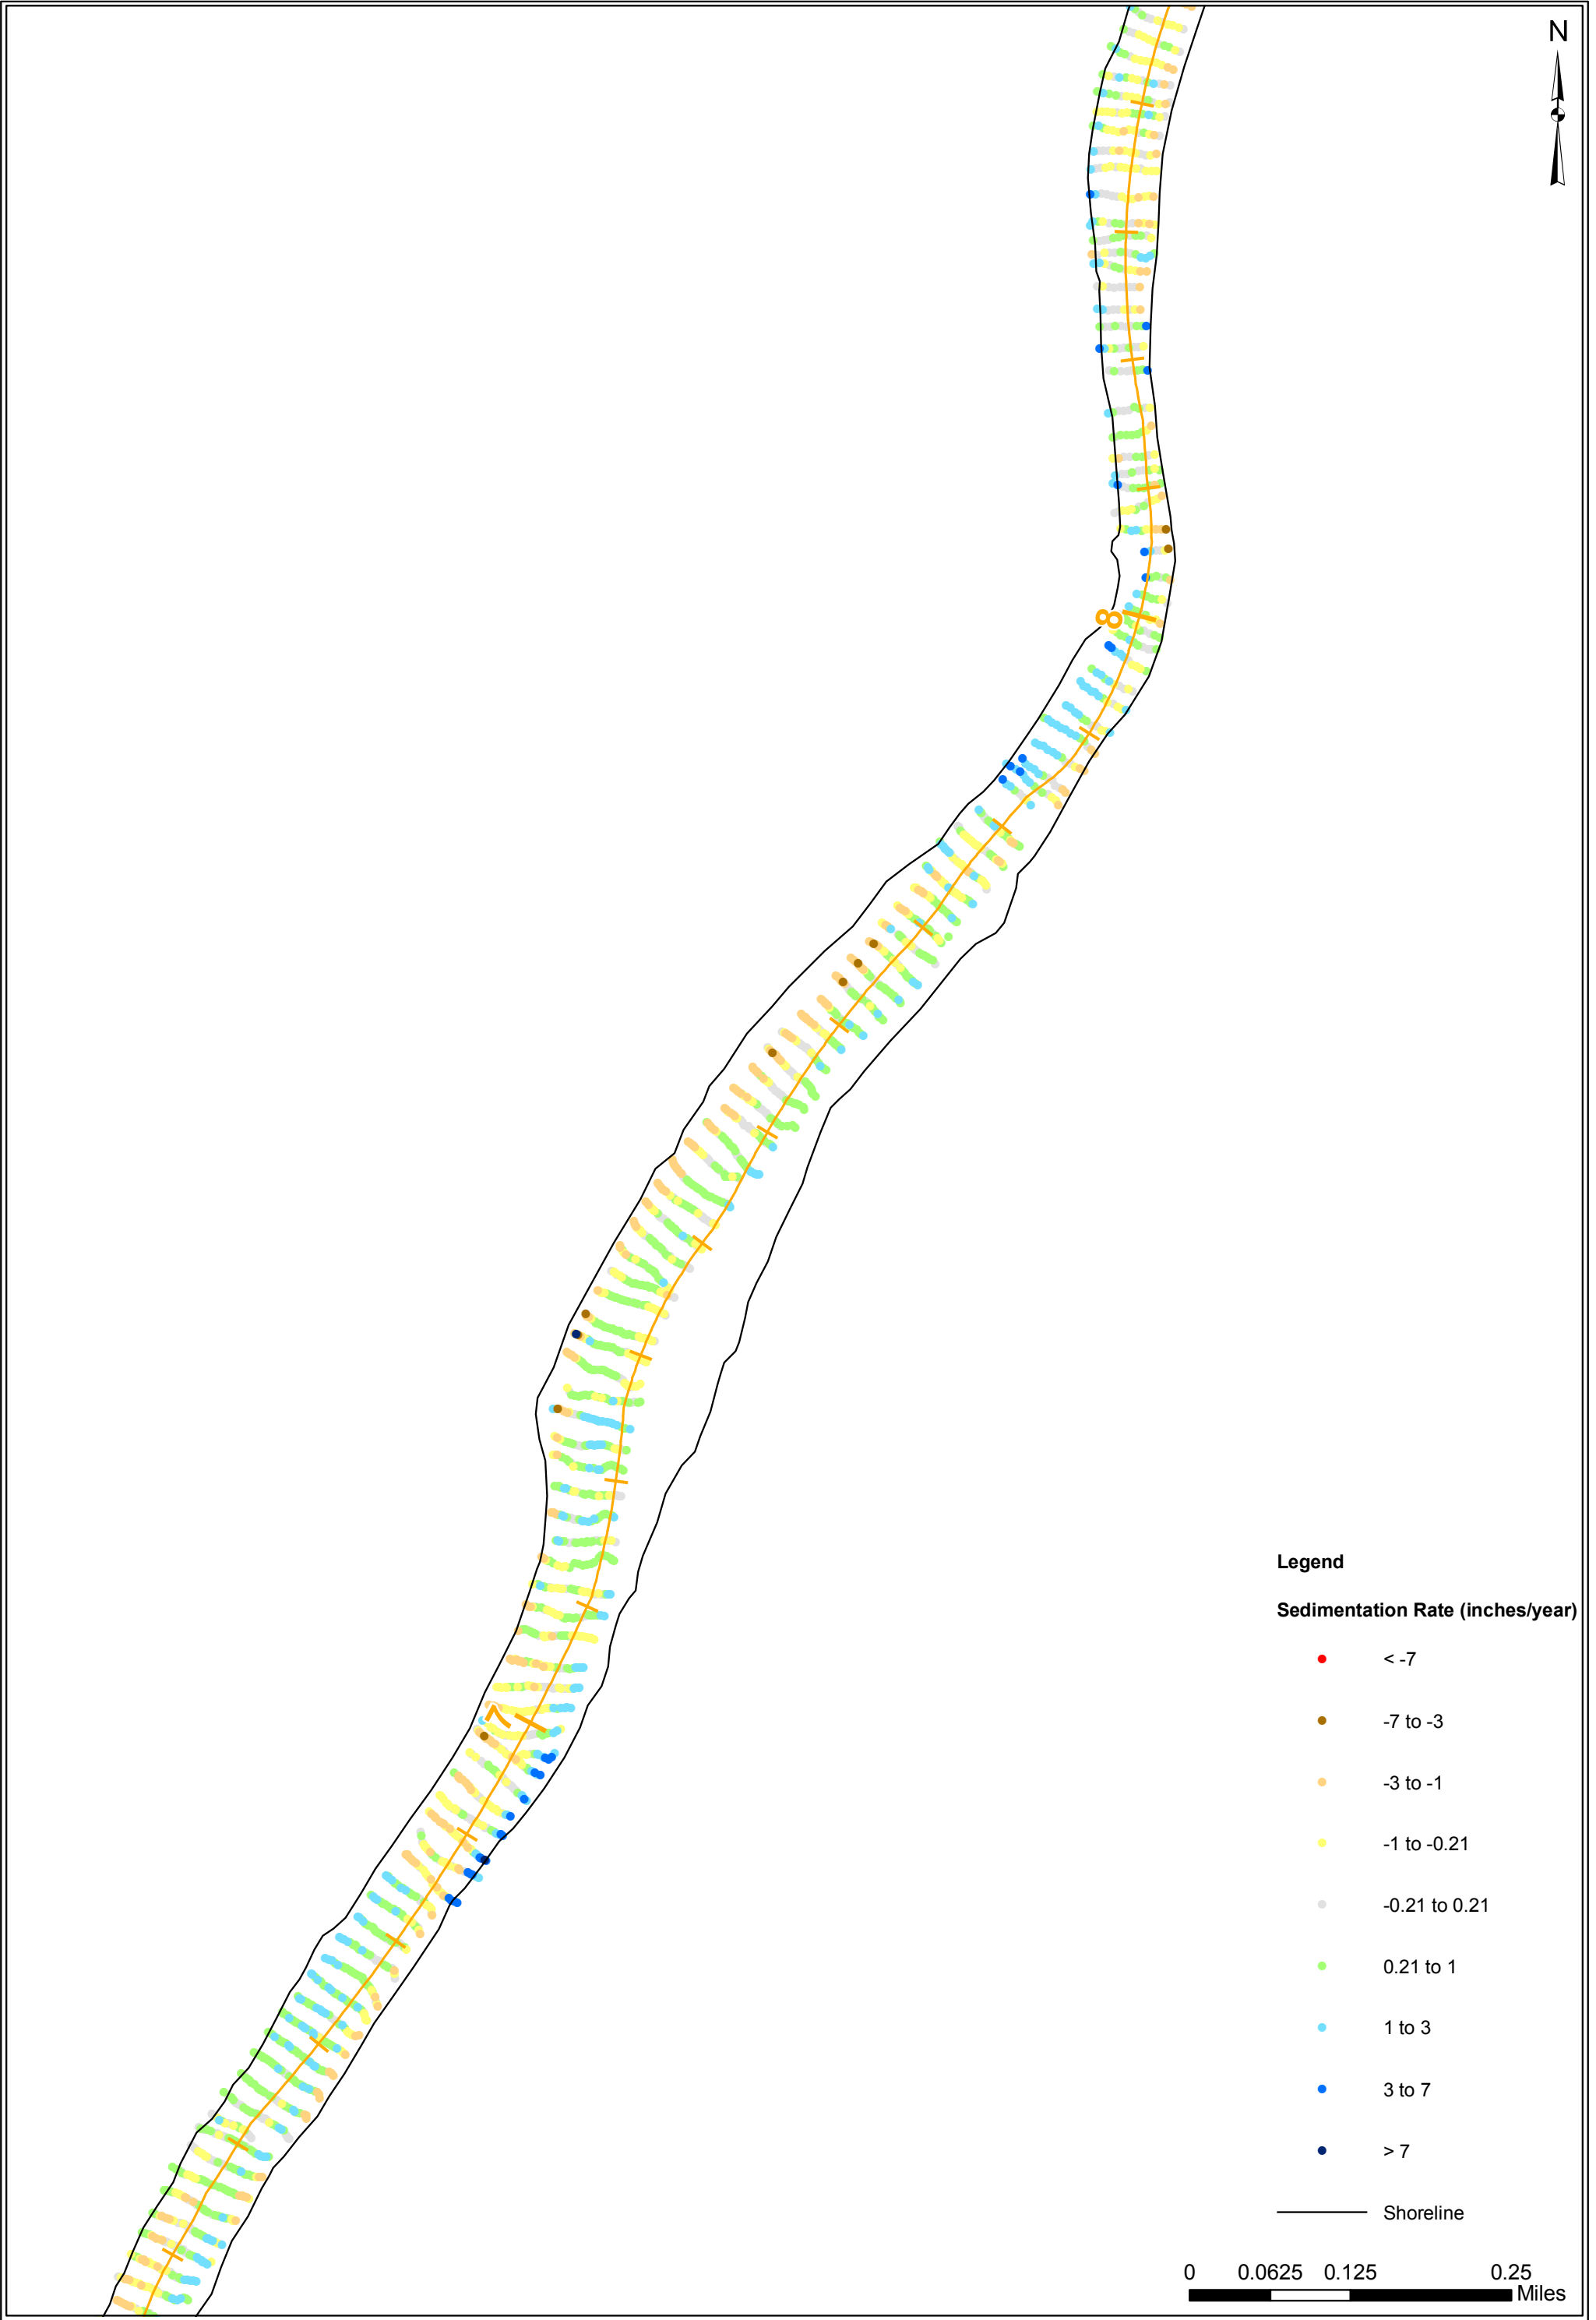 N
8
7
Legend
Sedimentation Rate (inches/year)
< -7
-7 to -3
-3 to -1
-1 to -0.21
-0.21 to 0.21
0.21 to 1
1 to 3
3 to 7
> 7
Shoreline
0 0.0625 0.125 0.25
Miles